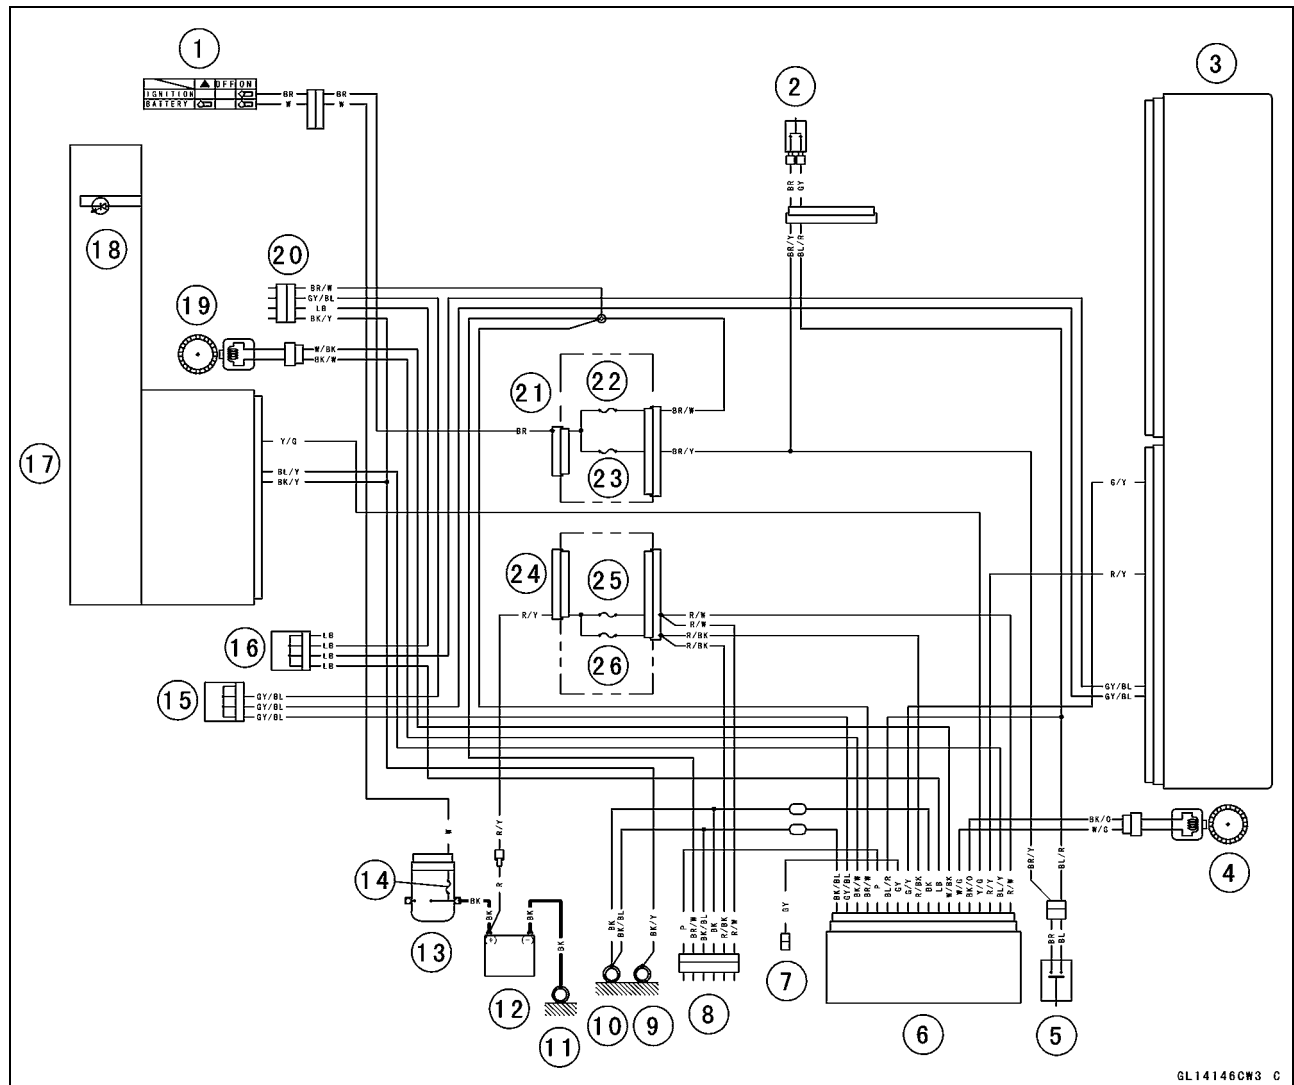 1
2
3
OFF ON
IGNITION
BATTERY
BR BR
W W
BR GY
18
BR/Y BL/R
20
BR/W
GY/BL
LB
BK/Y
19
W/BK
BK/W
21
22
BR/W
BR
17
Y/G
BR/Y
BL/Y
BK/Y
23
G/Y
24
25
R/Y
R/Y
R/W
R/W
R/BK
R/BK
26
16
LB
LB
LB
LB
15
GY/BL
GY/BL
GY/BL
GY/BL
GY/BL
W
R/Y
BK/O
W/G
4
BR/Y
BL/R
14
R
BK
BK
(+) (-)
BK
BK
BK
BK/BL
BK/Y
P
BR/W
BK/BL
BK
R/BK
R/W
GY
BK/BL
GY/BL
BK/W
BR/W
P
BL/R
GY
G/Y
R/BK
BK
LB
W/BK
W/G
BK/O
Y/G
R/Y
BL/Y
R/W
BR
BL
13
12
11
10
9
8
7
6
5
GL14146CW3 C